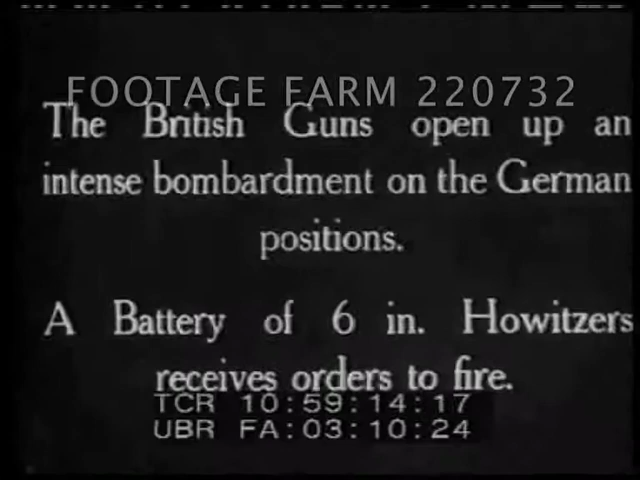 FOOTAGE FARM 220732
The British Guns open up an
intense bombardment on the German
positions.
A Battery of 6 in. Howitzers
receives orders to fire.
TCR 10:59:14:17
UBR FA:03:10:24